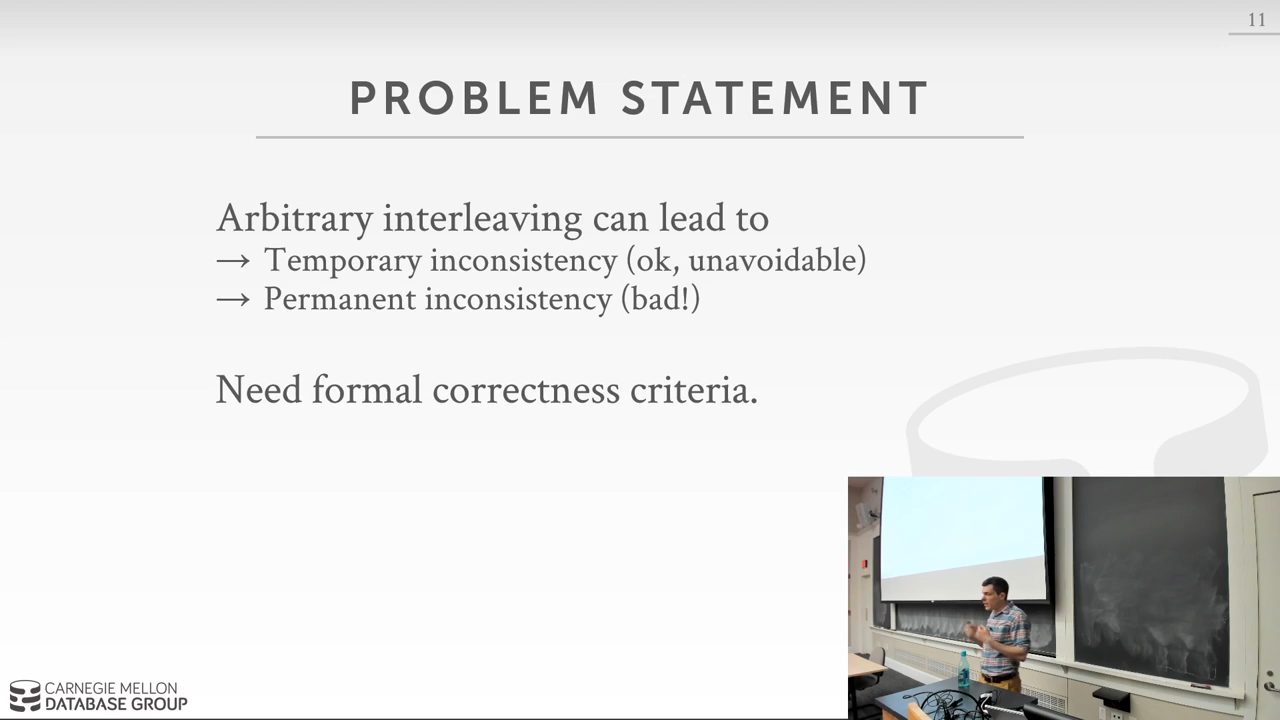 11
PROBLEM STATEMENT
Arbitrary interleaving can lead to
→ Temporary inconsistency (ok, unavoidable)
→ Permanent inconsistency (bad!)
Need formal correctness criteria.
CARNEGIE MELLON
DATABASE GROUP